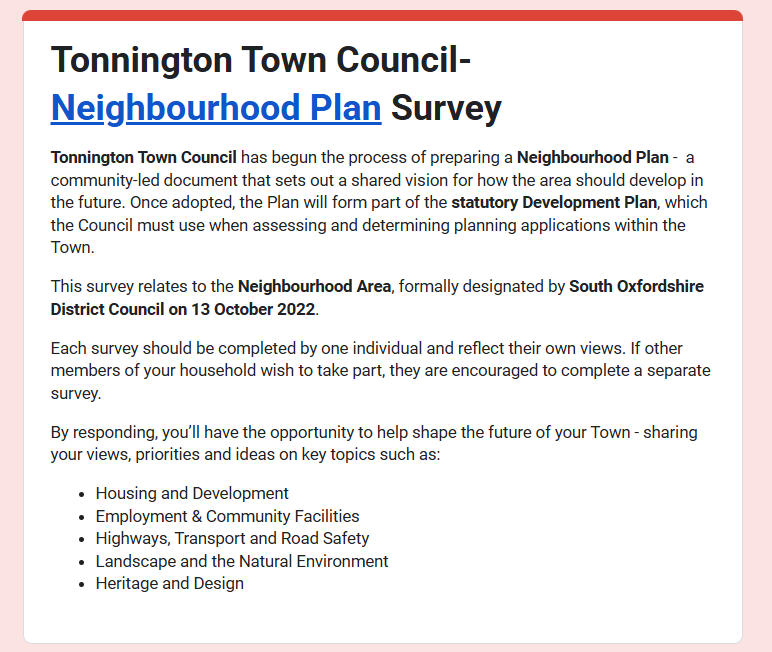 Tonnington Town Council-
Neighbourhood Plan Survey
Tonnington Town Council has begun the process of preparing a Neighbourhood Plan -  a
community-led document that sets out a shared vision for how the area should develop in
the future. Once adopted, the Plan will form part of the statutory Development Plan, which
the Council must use when assessing and determining planning applications within the
Town.
This survey relates to the Neighbourhood Area, formally designated by South Oxfordshire
District Council on 13 October 2022.
Each survey should be completed by one individual and reflect their own views. If other
members of your household wish to take part, they are encouraged to complete a separate
survey.
By responding, you’ll have the opportunity to help shape the future of your Town - sharing
your views, priorities and ideas on key topics such as:
• Housing and Development
• Employment & Community Facilities
• Highways, Transport and Road Safety
• Landscape and the Natural Environment
• Heritage and Design